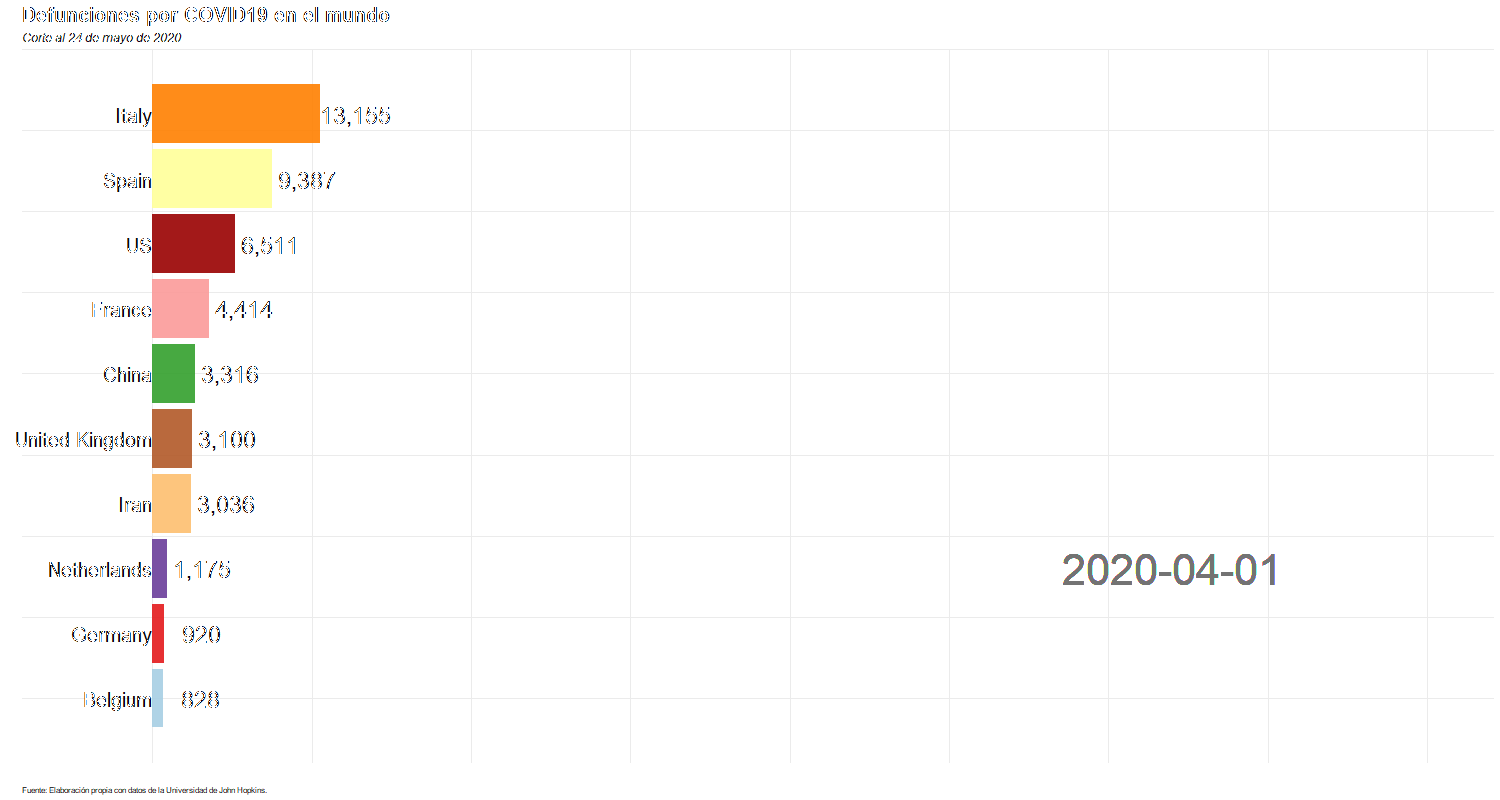 Defunciones por COVID19 en el mundo
Corte al 24 de mayo de 2020
Italy 13,155
Spain 9,387
US 6,511
France 4,414
China 3,316
United Kingdom 3,100
Iran 3,036
Netherlands 1,175
2020-04-01
Germany 920
Belgium 828
Fuente: Elaboración propia con datos de la Universidad de John Hopkins.